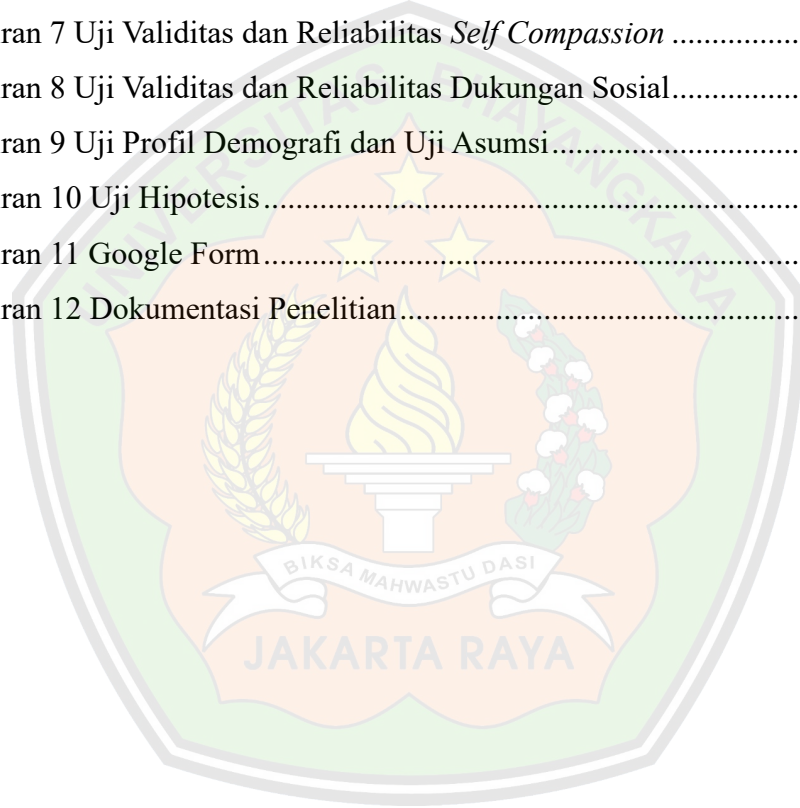 ran 7 Uji Validitas dan Reliabilitas Self Compassion ................
ran 8 Uji Validitas dan Reliabilitas Dukungan Sosial................
ran 9 Uji Profil Demografi dan Uji Asumsi..............................
ran 10 Uji Hipotesis.................................................................
ran 11 Google Form.................................................................
ran 12 Dokumentasi Penelitian................................................
UNIVERSITAS BHAYANGKARA
BIKSA MAHWASTU DASI
JAKARTA RAYA